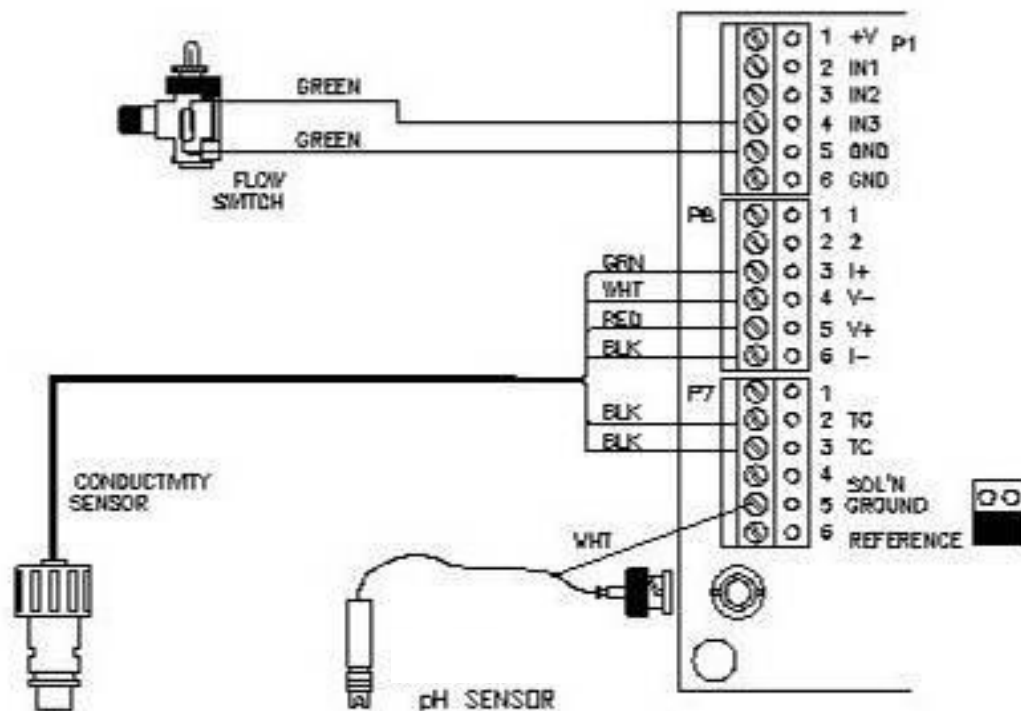 1 +V P1
GREEN
2 IN1
3 IN2
4 IN3
GREEN
5 GND
6 GND
FLOW
SWITCH
P8 1 1
2 2
GRN 3 I+
WHT 4 V-
RED 5 V+
BLK 6 I-
P7 1
BLK 2 TC
BLK 3 TC
4
SOL'N
5 GROUND
6 REFERENCE
CONDUCTIVITY
SENSOR
WHT
pH SENSOR